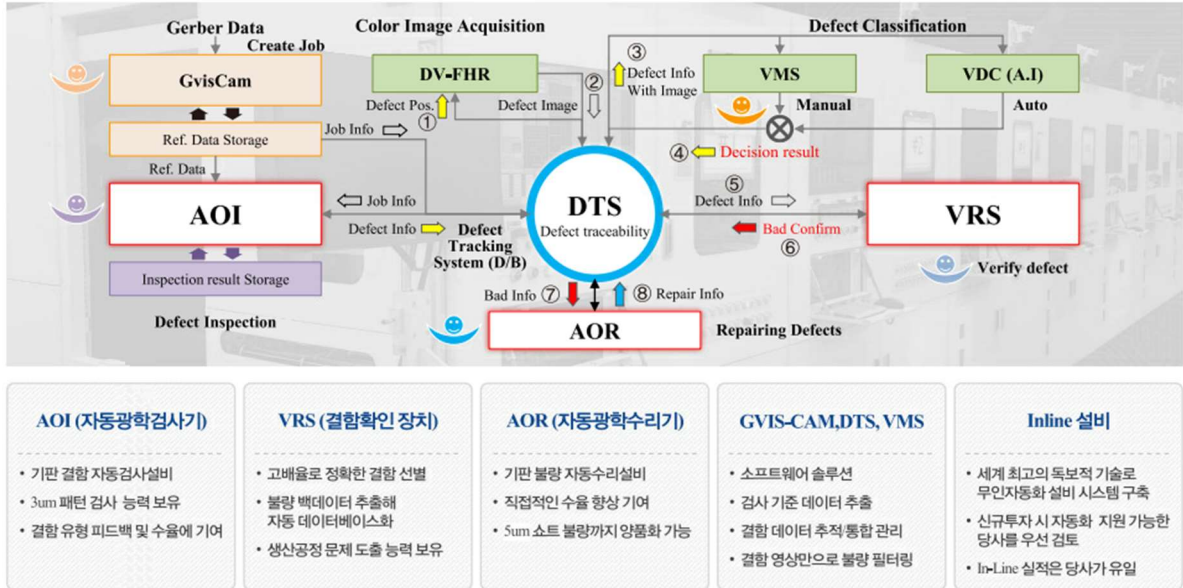 Gerber Data
Create Job
GvisCam
Ref. Data Storage
Ref. Data
Job Info
AOI
Job Info
Defect Info
Inspection result Storage
Defect Inspection
Color Image Acquisition
DV-FHR
Defect Pos.
①
Defect Image
②
③
Defect Info
With Image
Defect Classification
VMS
Manual
VDC (A.I)
Auto
④
Decision result
DTS
Defect traceability
Defect
Tracking
System (D/B)
⑤
Defect Info
Bad Confirm
⑥
VRS
Verify defect
Bad Info ⑦
⑧ Repair Info
AOR
Repairing Defects
AOI (자동광학검사기)
• 기판 결함 자동검사설비
• 3um 패턴 검사 능력 보유
• 결함 유형 피드백 및 수율에 기여
VRS (결함확인 장치)
• 고배율로 정확한 결함 선별
• 불량 백데이터 추출해
자동 데이터베이스화
• 생산공정 문제 도출 능력 보유
AOR (자동광학수리기)
• 기판 불량 자동수리설비
• 직접적인 수율 향상 기여
• 5um 쇼트 불량까지 양품화 가능
GVIS-CAM,DTS, VMS
• 소프트웨어 솔루션
• 검사 기준 데이터 추출
• 결함 데이터 추적/통합 관리
• 결함 영상만으로 불량 필터링
Inline 설비
• 세계 최고의 독보적 기술로
무인자동화 설비 시스템 구축
• 신규투자 시 자동화 지원 가능한
당사를 우선 검토
• In-Line 실적은 당사가 유일